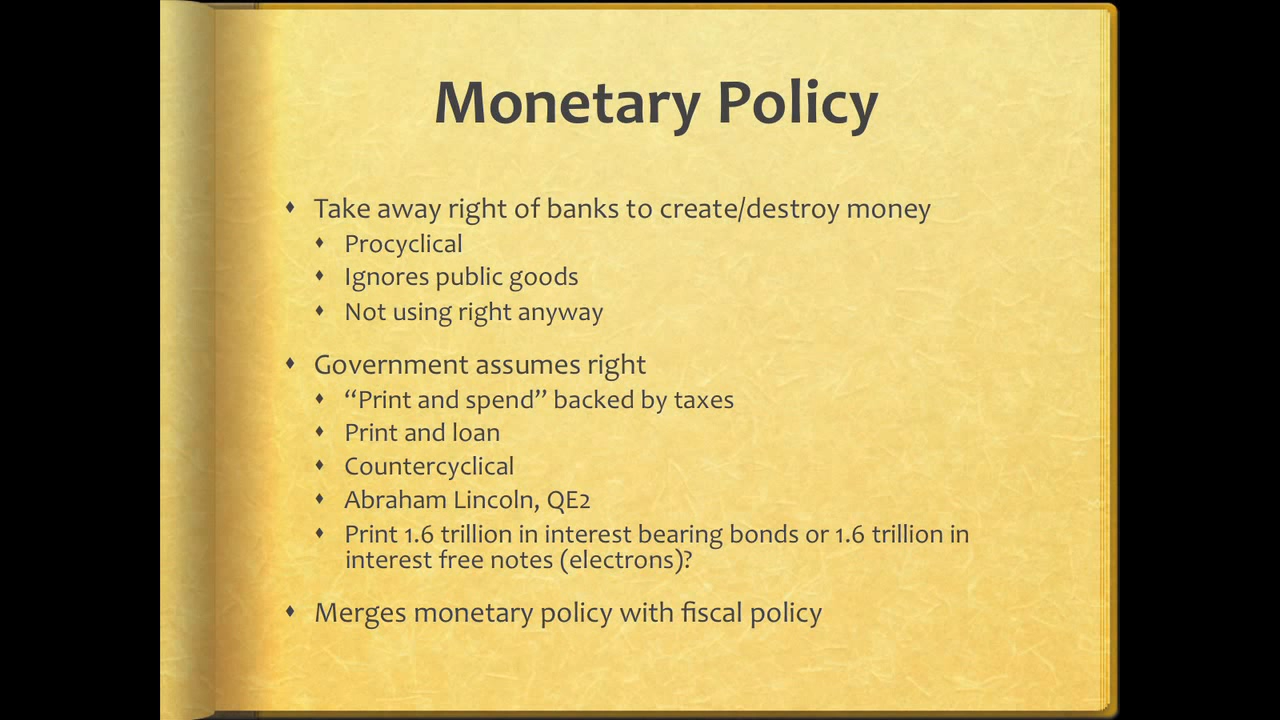 Monetary Policy
Take away right of banks to create/destroy money
Procyclical
Ignores public goods
Not using right anyway
Government assumes right
“Print and spend” backed by taxes
Print and loan
Countercyclical
Abraham Lincoln, QE2
Print 1.6 trillion in interest bearing bonds or 1.6 trillion in
interest free notes (electrons)?
Merges monetary policy with fiscal policy